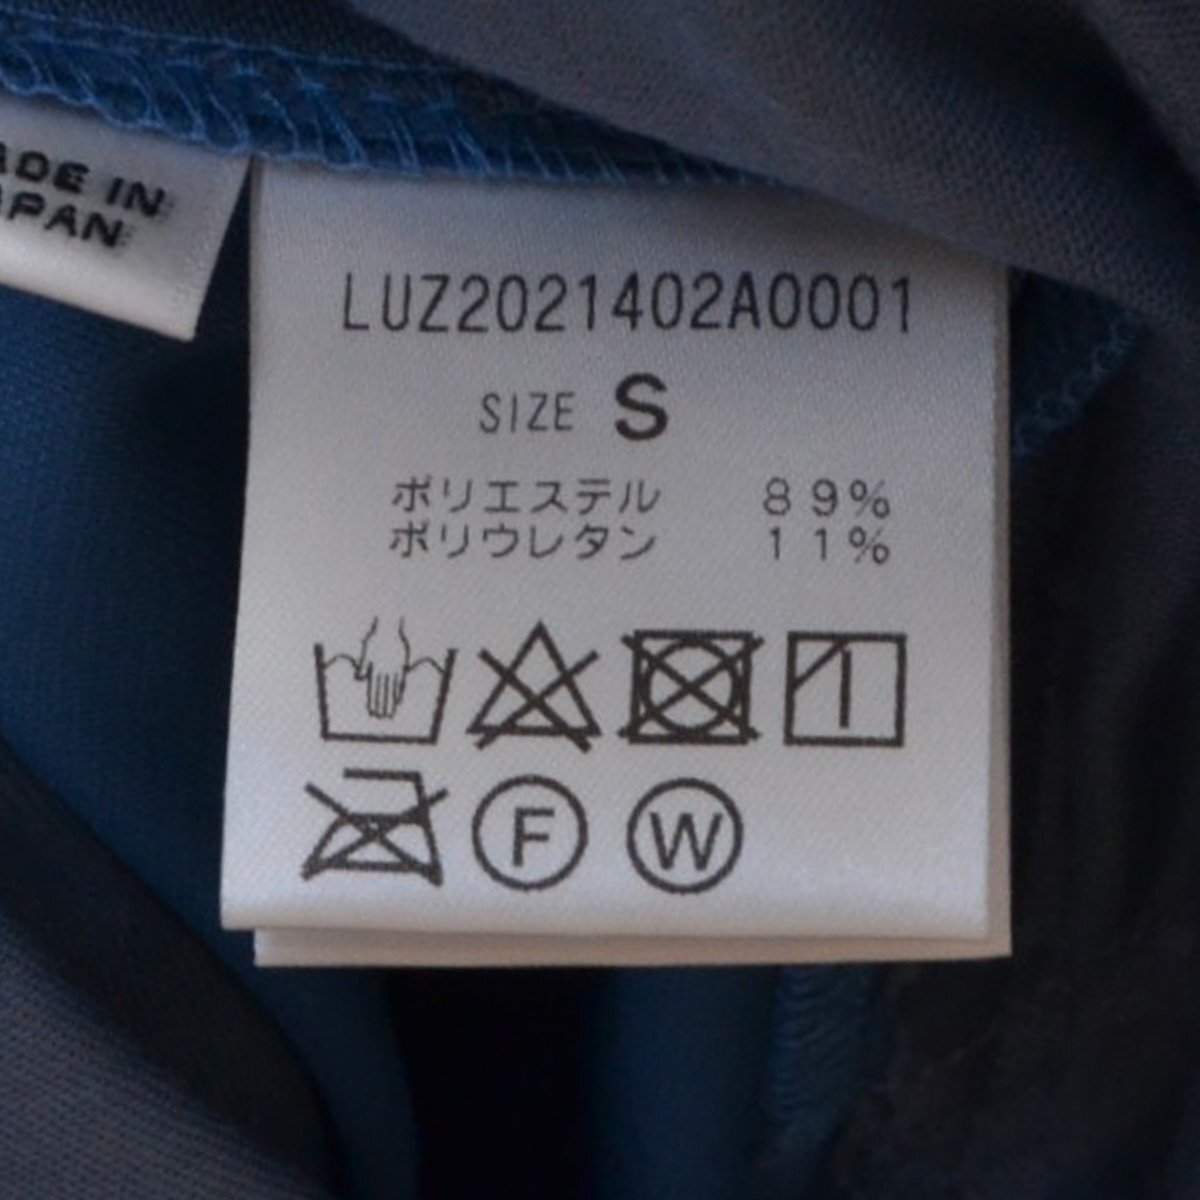 ADE IN
APAN
LUZ2021402A0001
SIZE S
ポリエステル 89%
ポリウレタン 11%
F W